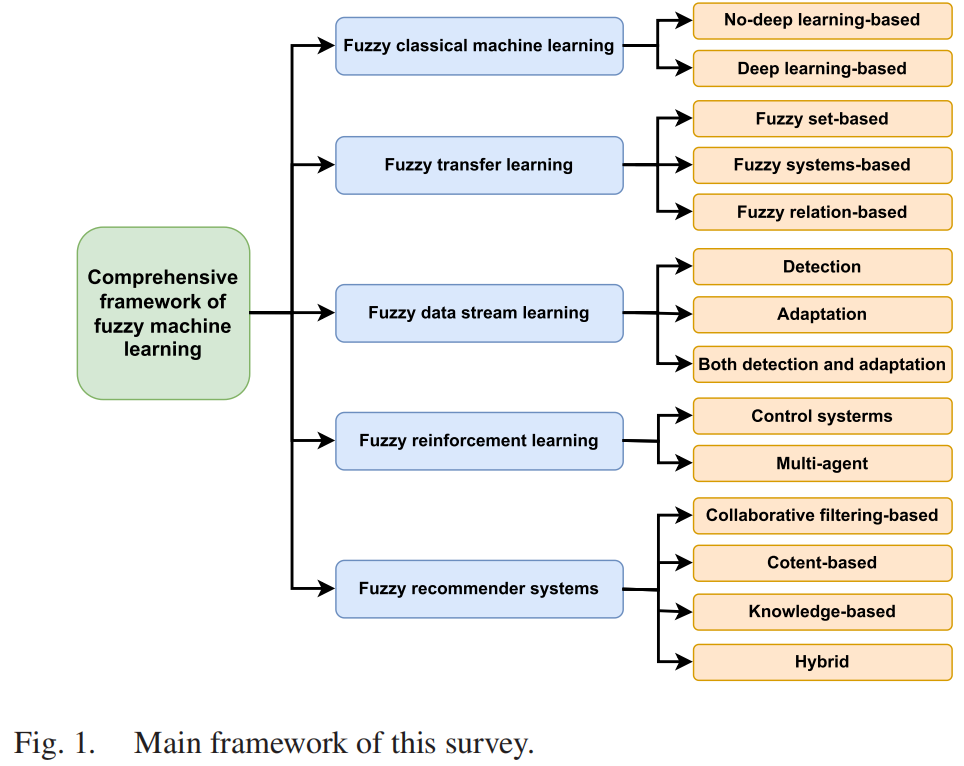 Comprehensive
framework of
fuzzy machine
learning
Fuzzy classical machine learning
No-deep learning-based
Deep learning-based
Fuzzy transfer learning
Fuzzy set-based
Fuzzy systems-based
Fuzzy relation-based
Fuzzy data stream learning
Detection
Adaptation
Both detection and adaptation
Fuzzy reinforcement learning
Control systerms
Multi-agent
Fuzzy recommender systems
Collaborative filtering-based
Cotent-based
Knowledge-based
Hybrid
Fig. 1. Main framework of this survey.